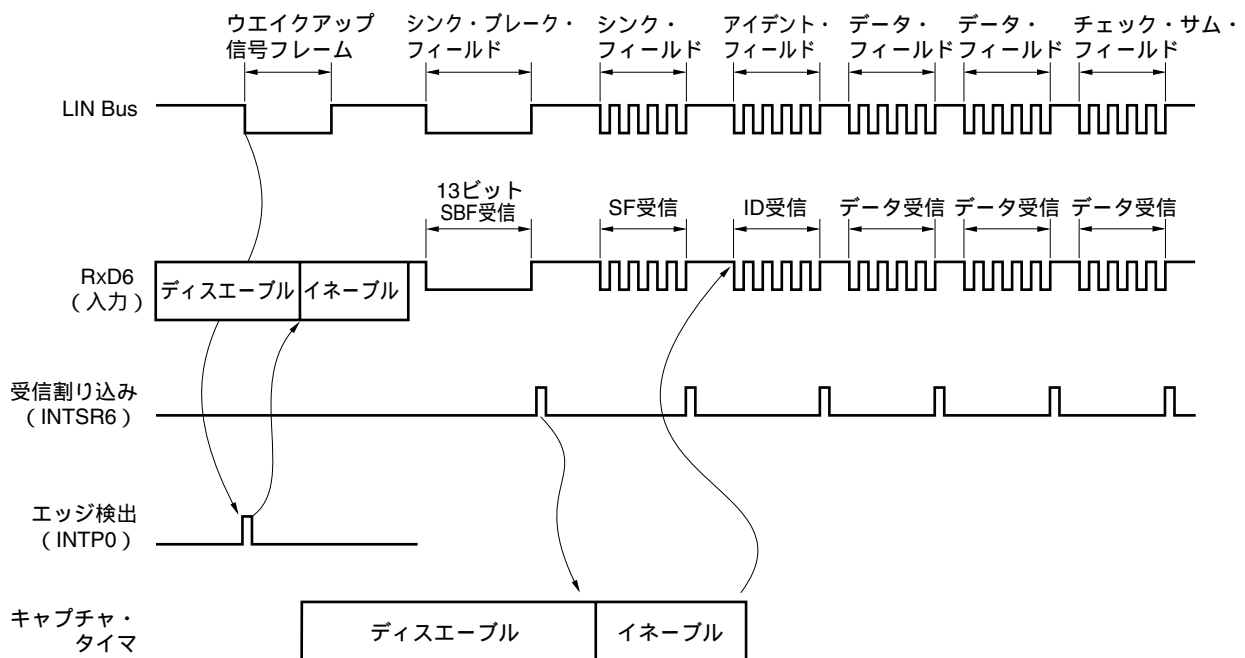 ウエイクアップ
信号フレーム
シンク・ブレーク・
フィールド
シンク・
フィールド
アイデント・
フィールド
データ・
フィールド
データ・
フィールド
チェック・サム・
フィールド
LIN Bus
13ビット
SBF受信
SF受信
ID受信
データ受信
データ受信
データ受信
RxD6
（入力）
ディスエーブル
イネーブル
受信割り込み
（INTSR6）
エッジ検出
（INTP0）
キャプチャ・
タイマ
ディスエーブル
イネーブル